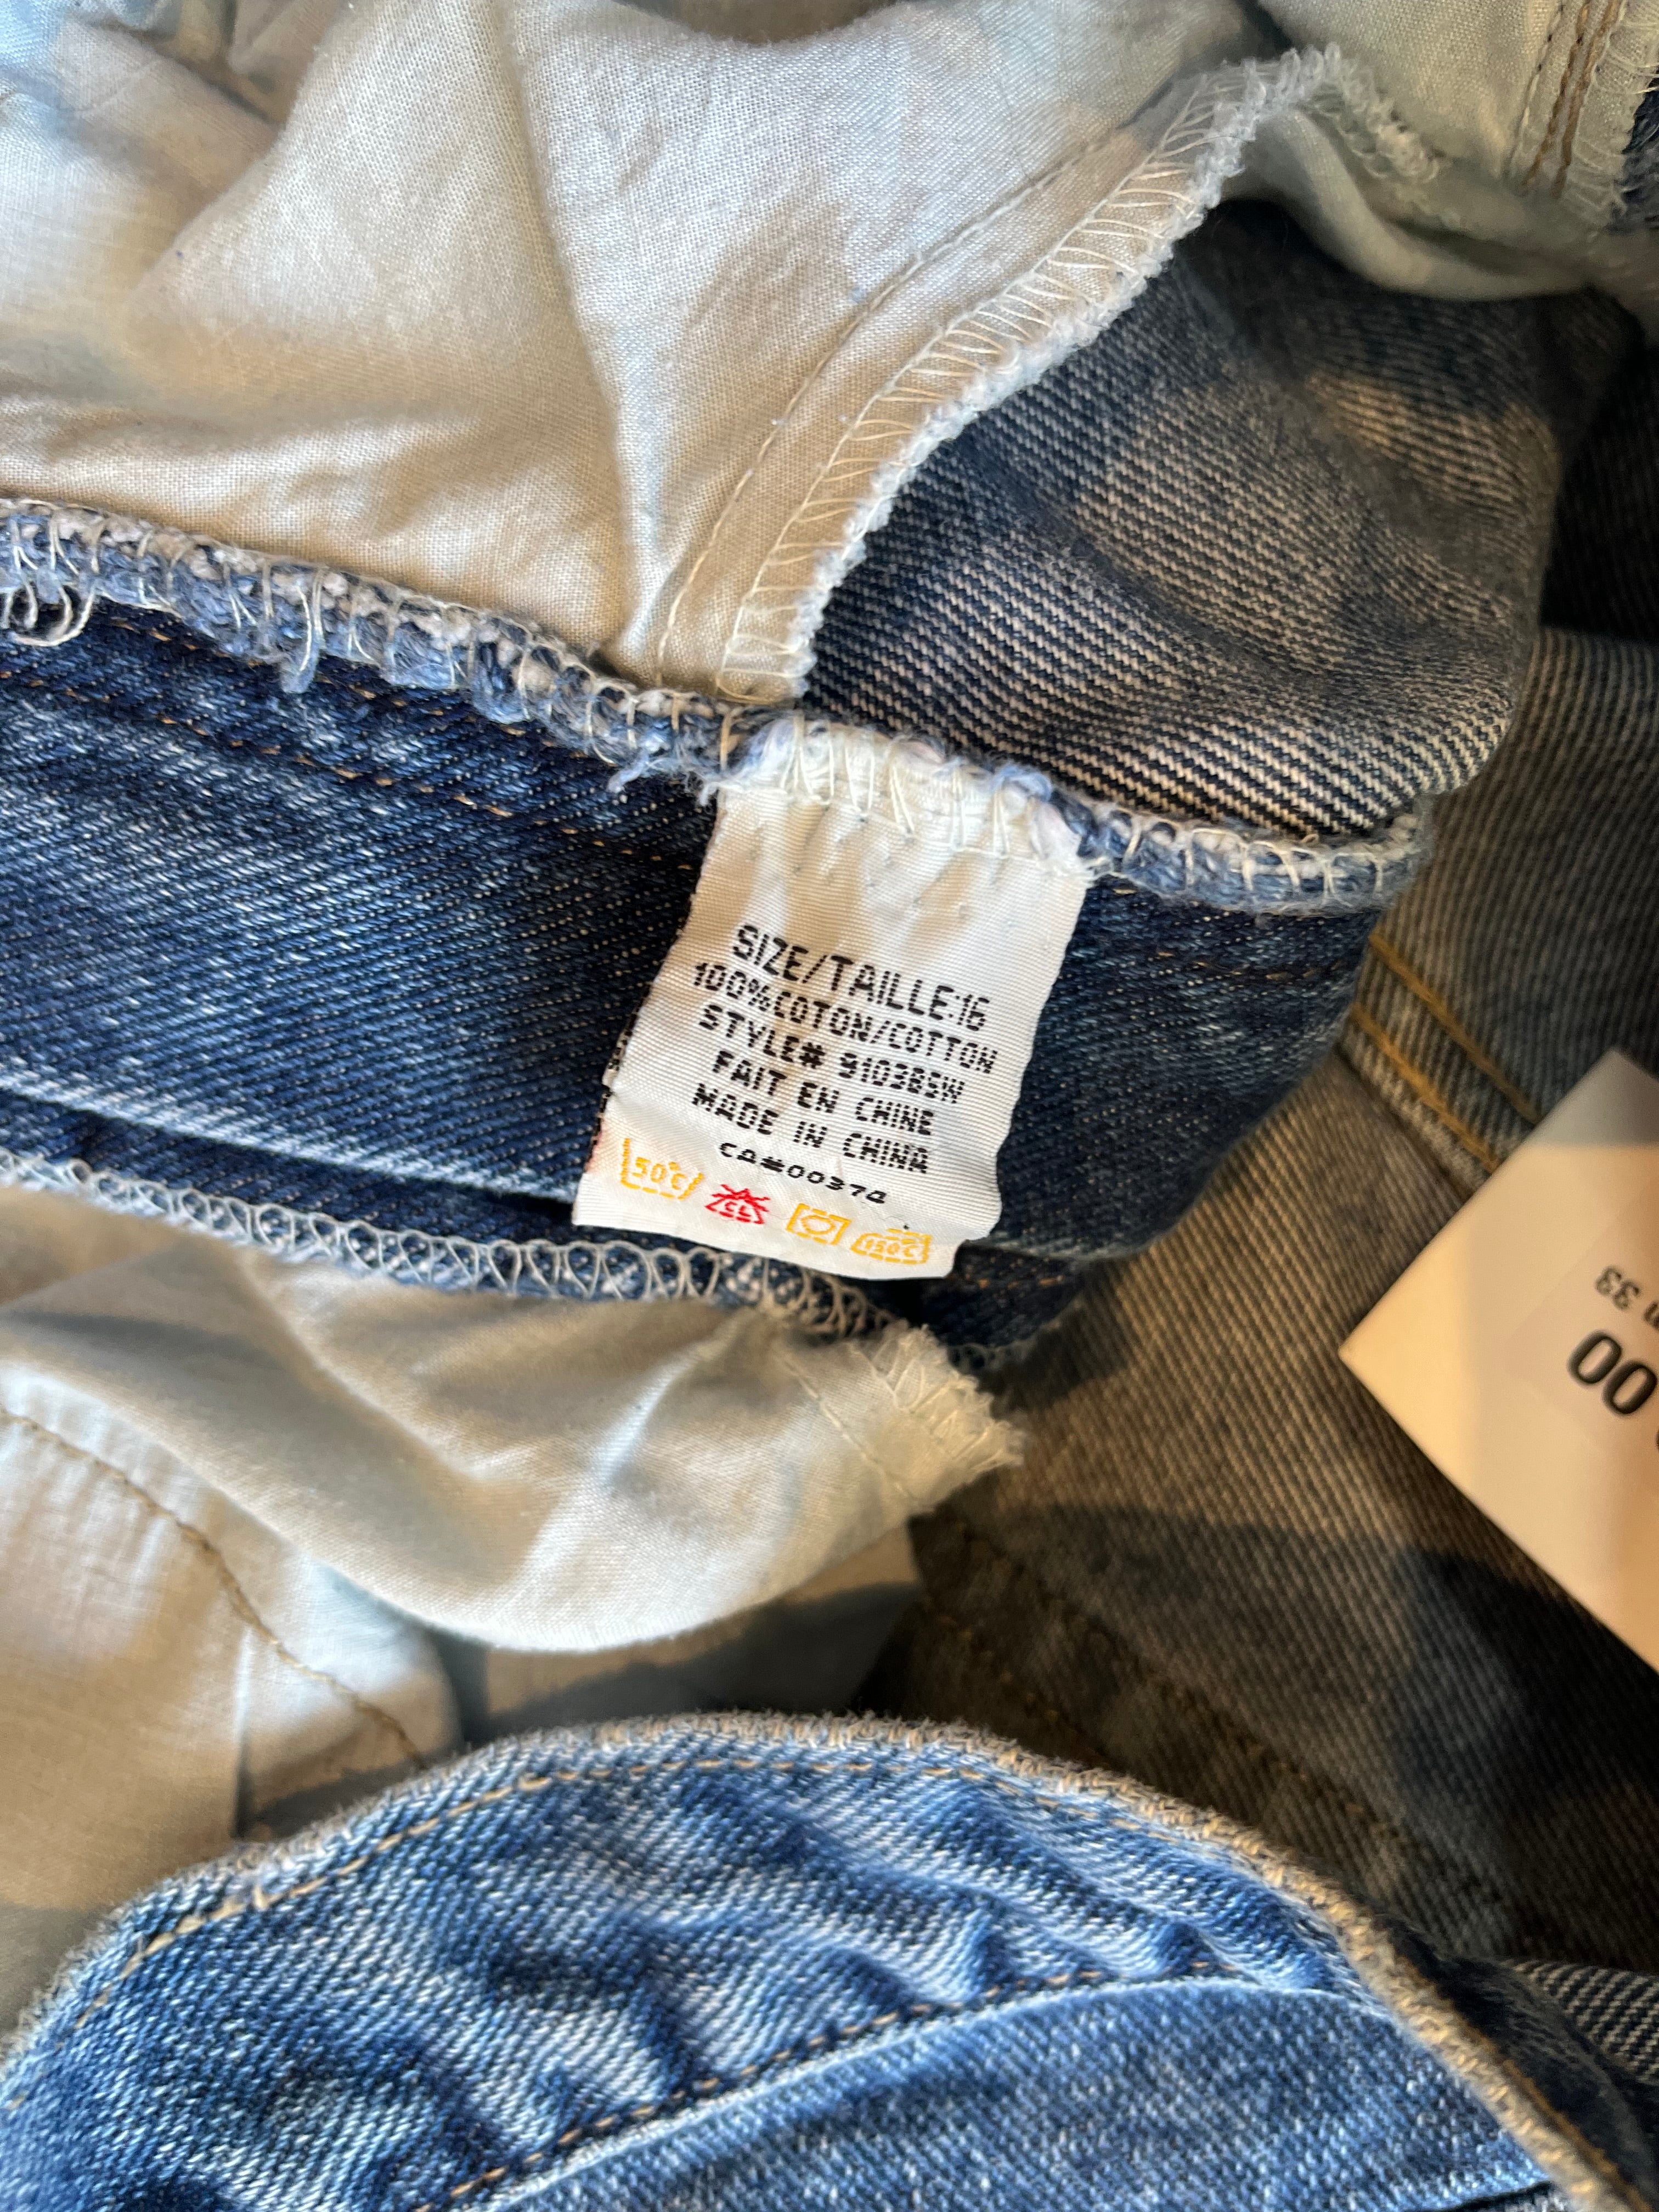 SIZE/TAILLE:16
100%COTON/COTTON
STYLE# 910385W
FAIT EN CHINE
MADE IN CHINA
CA#00374
50°C CL 150°C
33
00